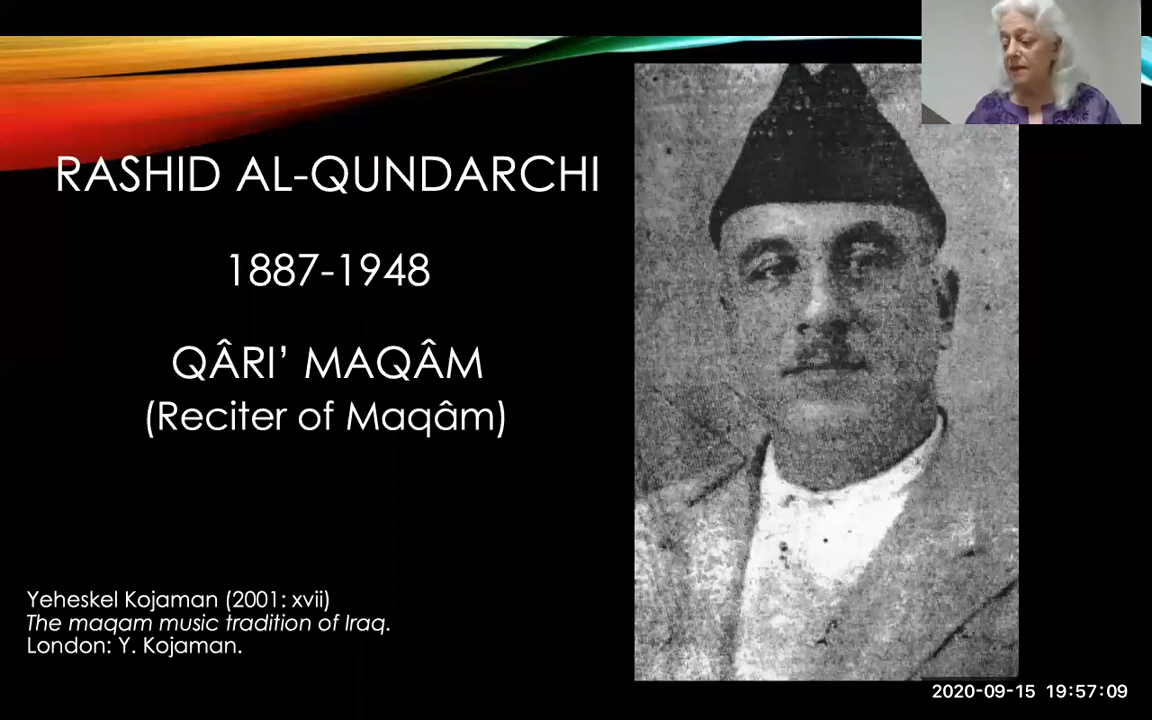 RASHID AL-QUNDARCHI
1887-1948
QÂRI’ MAQÂM
(Reciter of Maqâm)
Yeheskel Kojaman (2001: xvii)
The maqam music tradition of Iraq.
London: Y. Kojaman.
2020-09-15 19:57:09